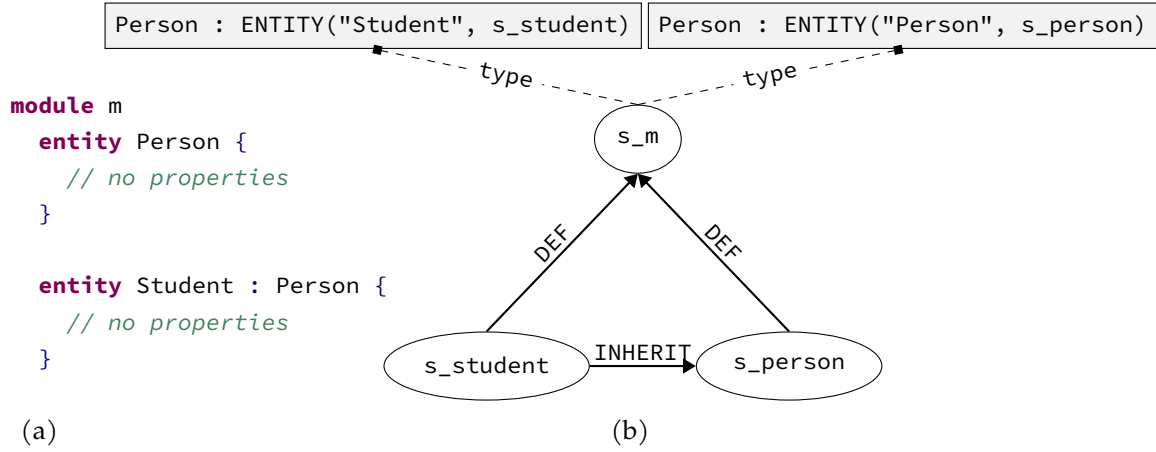 Person : ENTITY("Student", s_student)
Person : ENTITY("Person", s_person)
type
type
module m
entity Person {
// no properties
}
entity Student : Person {
// no properties
}
s_m
DEF
DEF
s_student
INHERIT
s_person
(a)
(b)